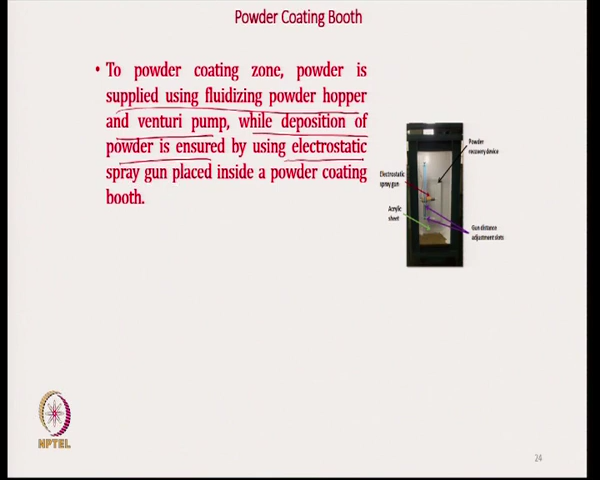 Powder Coating Booth
• To powder coating zone, powder is
supplied using fluidizing powder hopper
and venturi pump, while deposition of
powder is ensured by using electrostatic
spray gun placed inside a powder coating
booth.
Powder
recovery device
Electrostatic
spray gun
Acrylic
sheet
Gun distance
adjustment slots
NPTEL
24